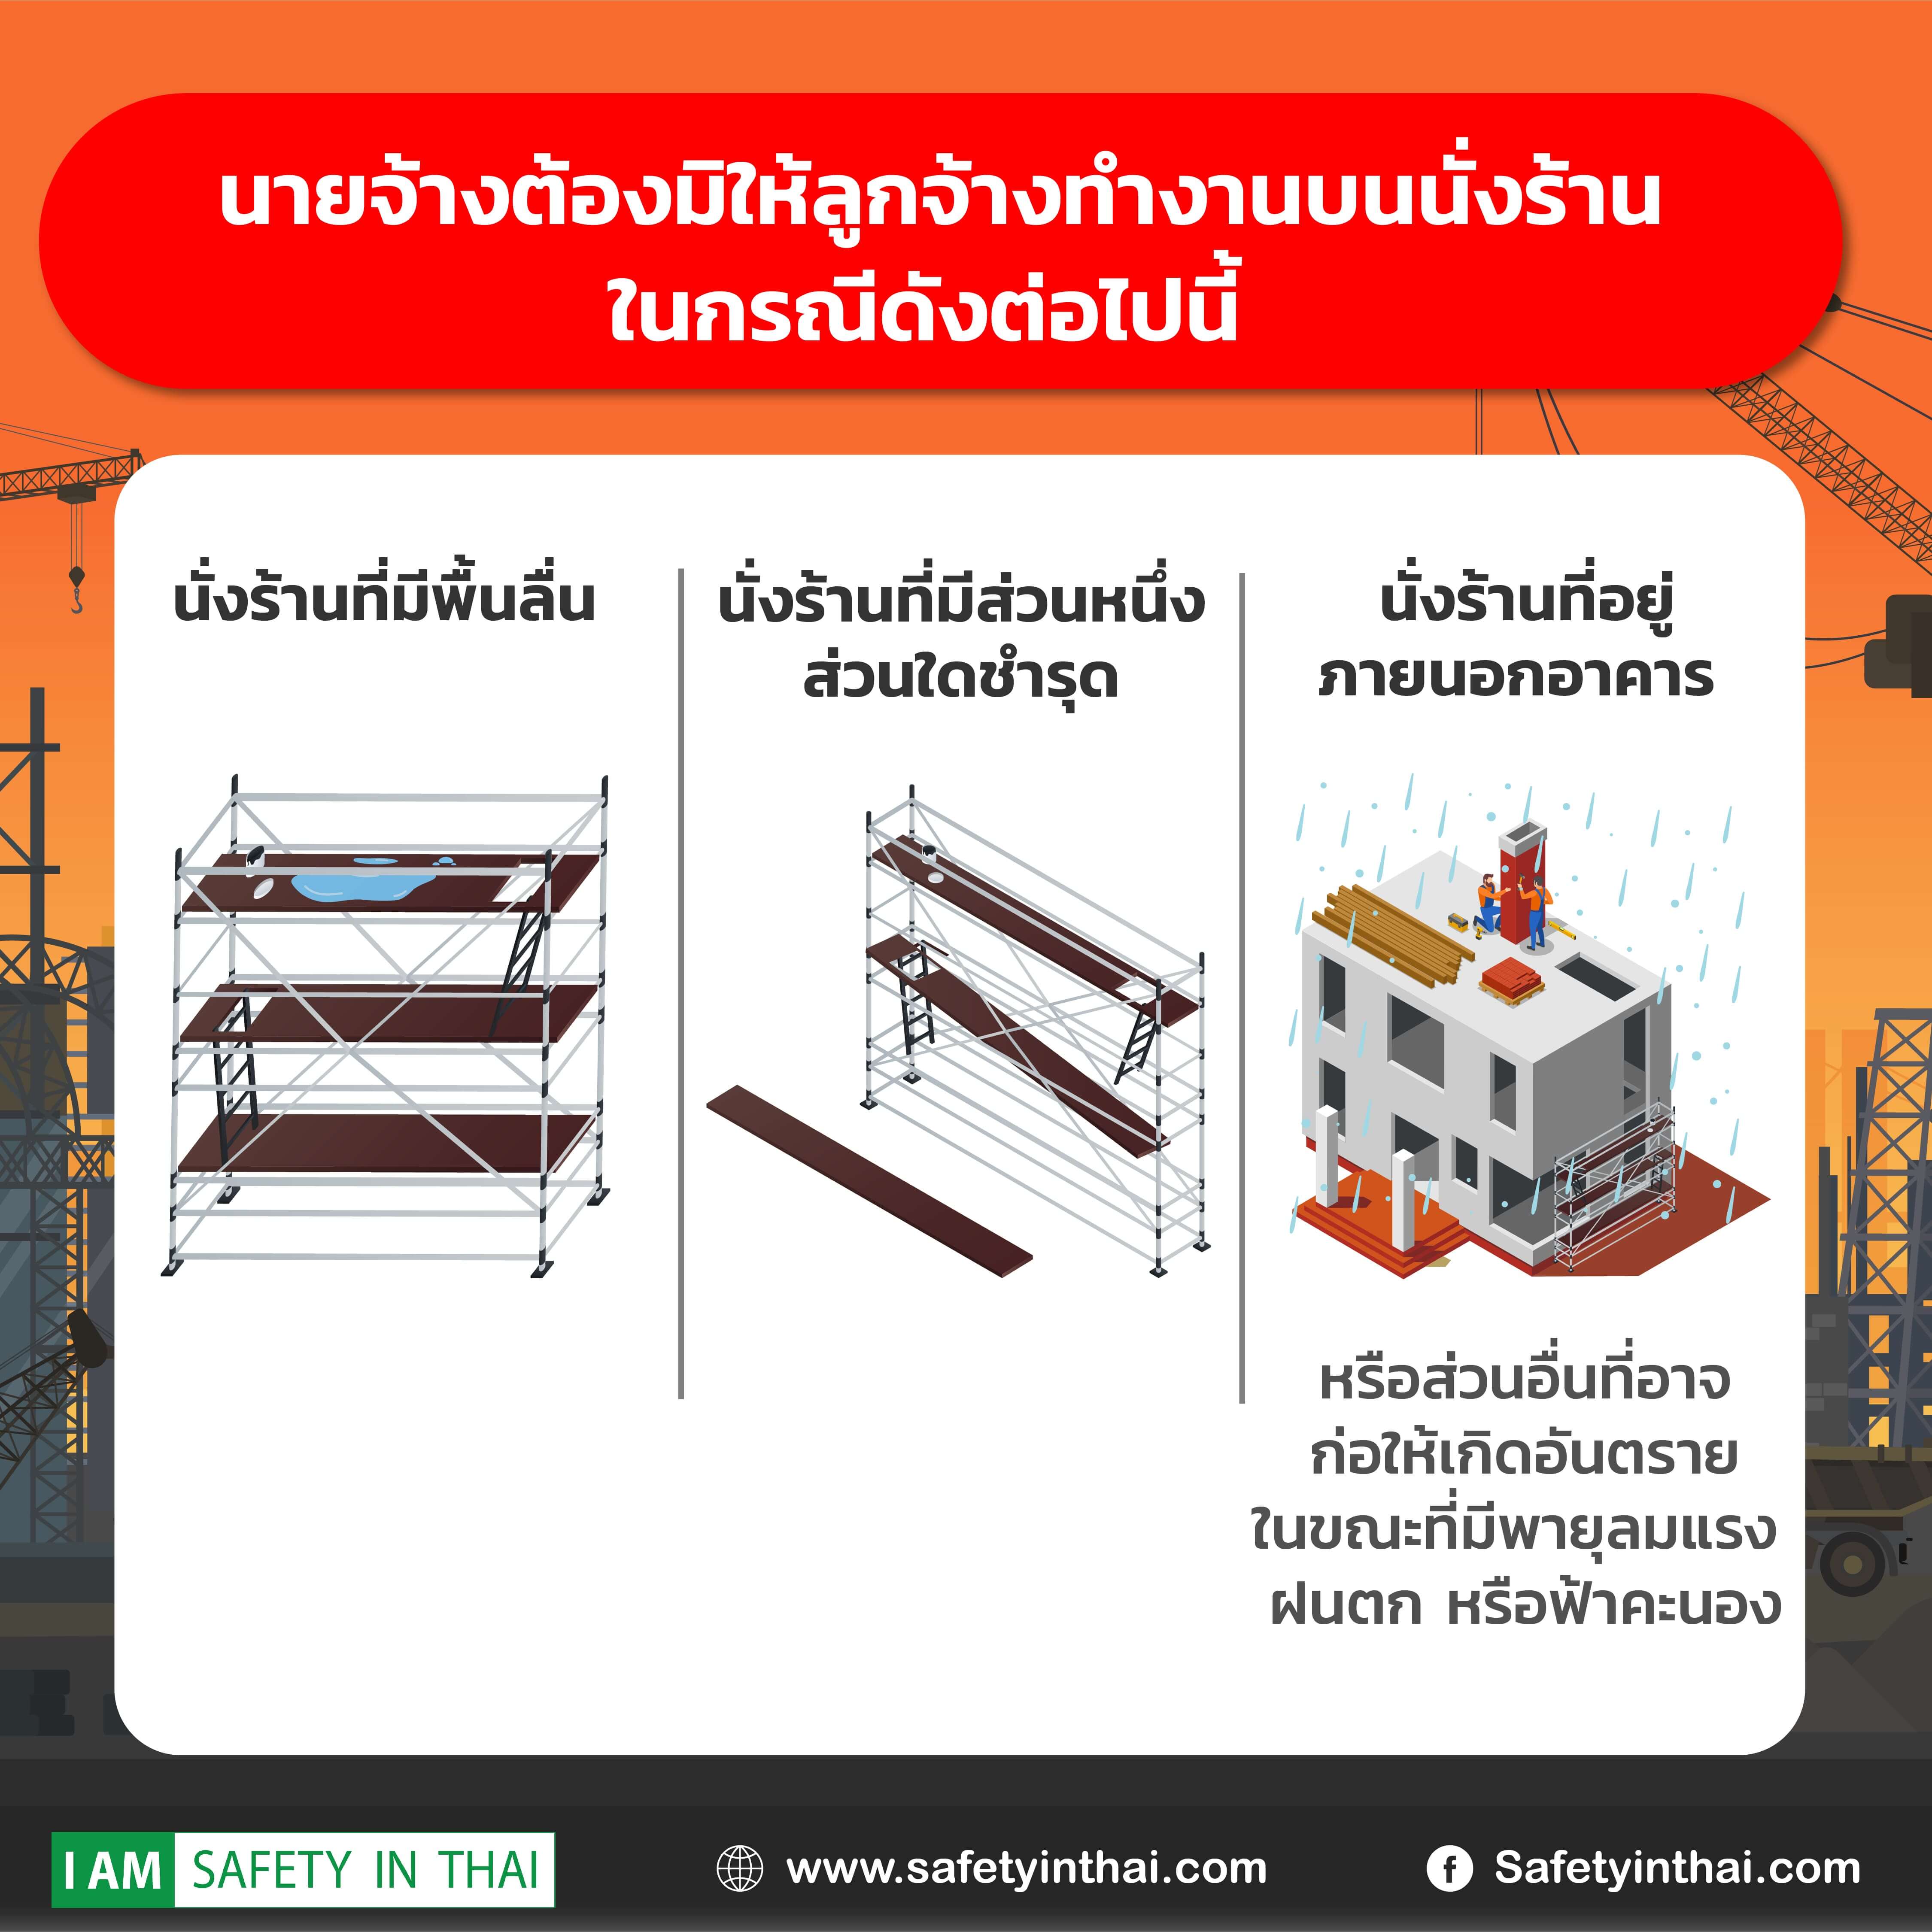 นายจ้างต้องมิให้ลูกจ้างทำงานบนนั่งร้าน
ในกรณีดังต่อไปนี้
นั่งร้านที่มีพื้นลื่น
นั่งร้านที่มีส่วนหนึ่ง
ส่วนใดชำรุด
นั่งร้านที่อยู่
ภายนอกอาคาร
หรือส่วนอื่นที่อาจ
ก่อให้เกิดอันตราย
ในขณะที่มีพายุลมแรง
ฝนตก หรือฟ้าคะนอง
I AM SAFETY IN THAI
www.safetyinthai.com
Safetyinthai.com